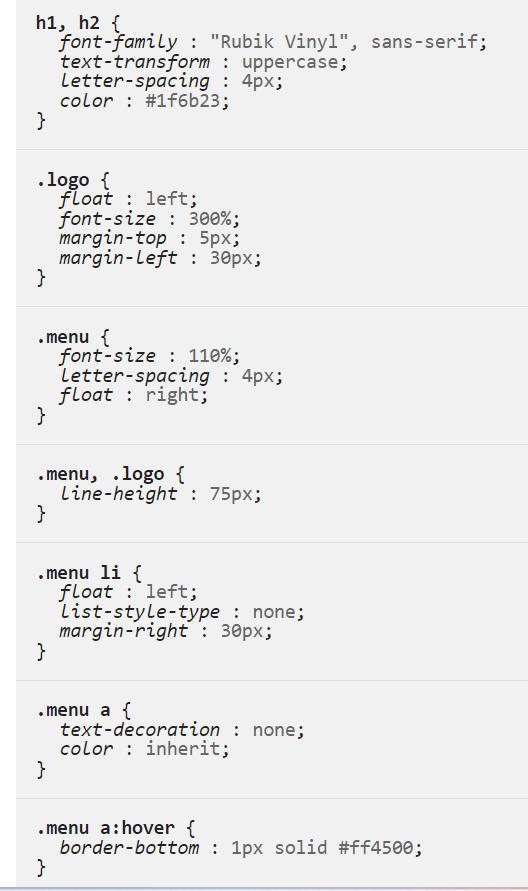 h1, h2 {
font-family : "Rubik Vinyl", sans-serif;
text-transform : uppercase;
letter-spacing : 4px;
color : #1f6b23;
}
.logo {
float : left;
font-size : 300%;
margin-top : 5px;
margin-left : 30px;
}
.menu {
font-size : 110%;
letter-spacing : 4px;
float : right;
}
.menu, .logo {
line-height : 75px;
}
.menu li {
float : left;
list-style-type : none;
margin-right : 30px;
}
.menu a {
text-decoration : none;
color : inherit;
}
.menu a:hover {
border-bottom : 1px solid #ff4500;
}